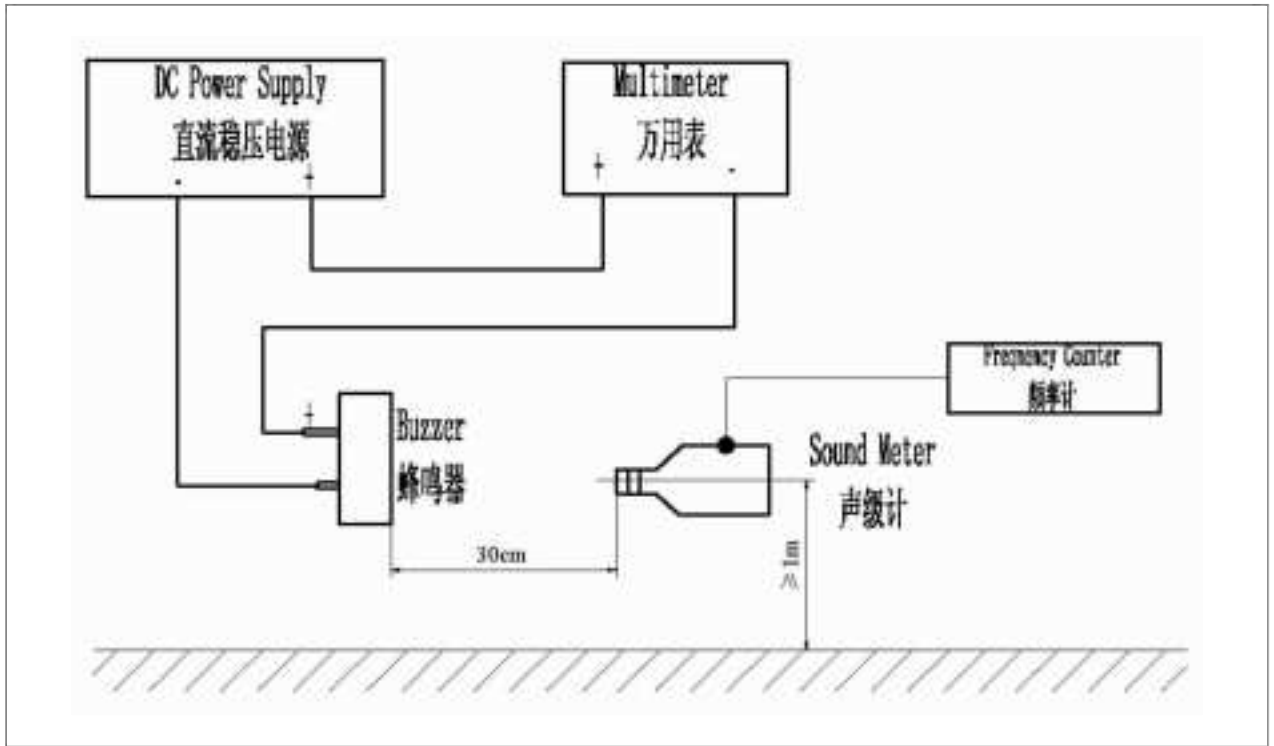 DC Power Supply
直流稳压电源
- +
Multimeter
万用表
+ -
Frequency Counter
频率计
+
Buzzer
蜂鸣器
Sound Meter
声级计
30cm
≥1m